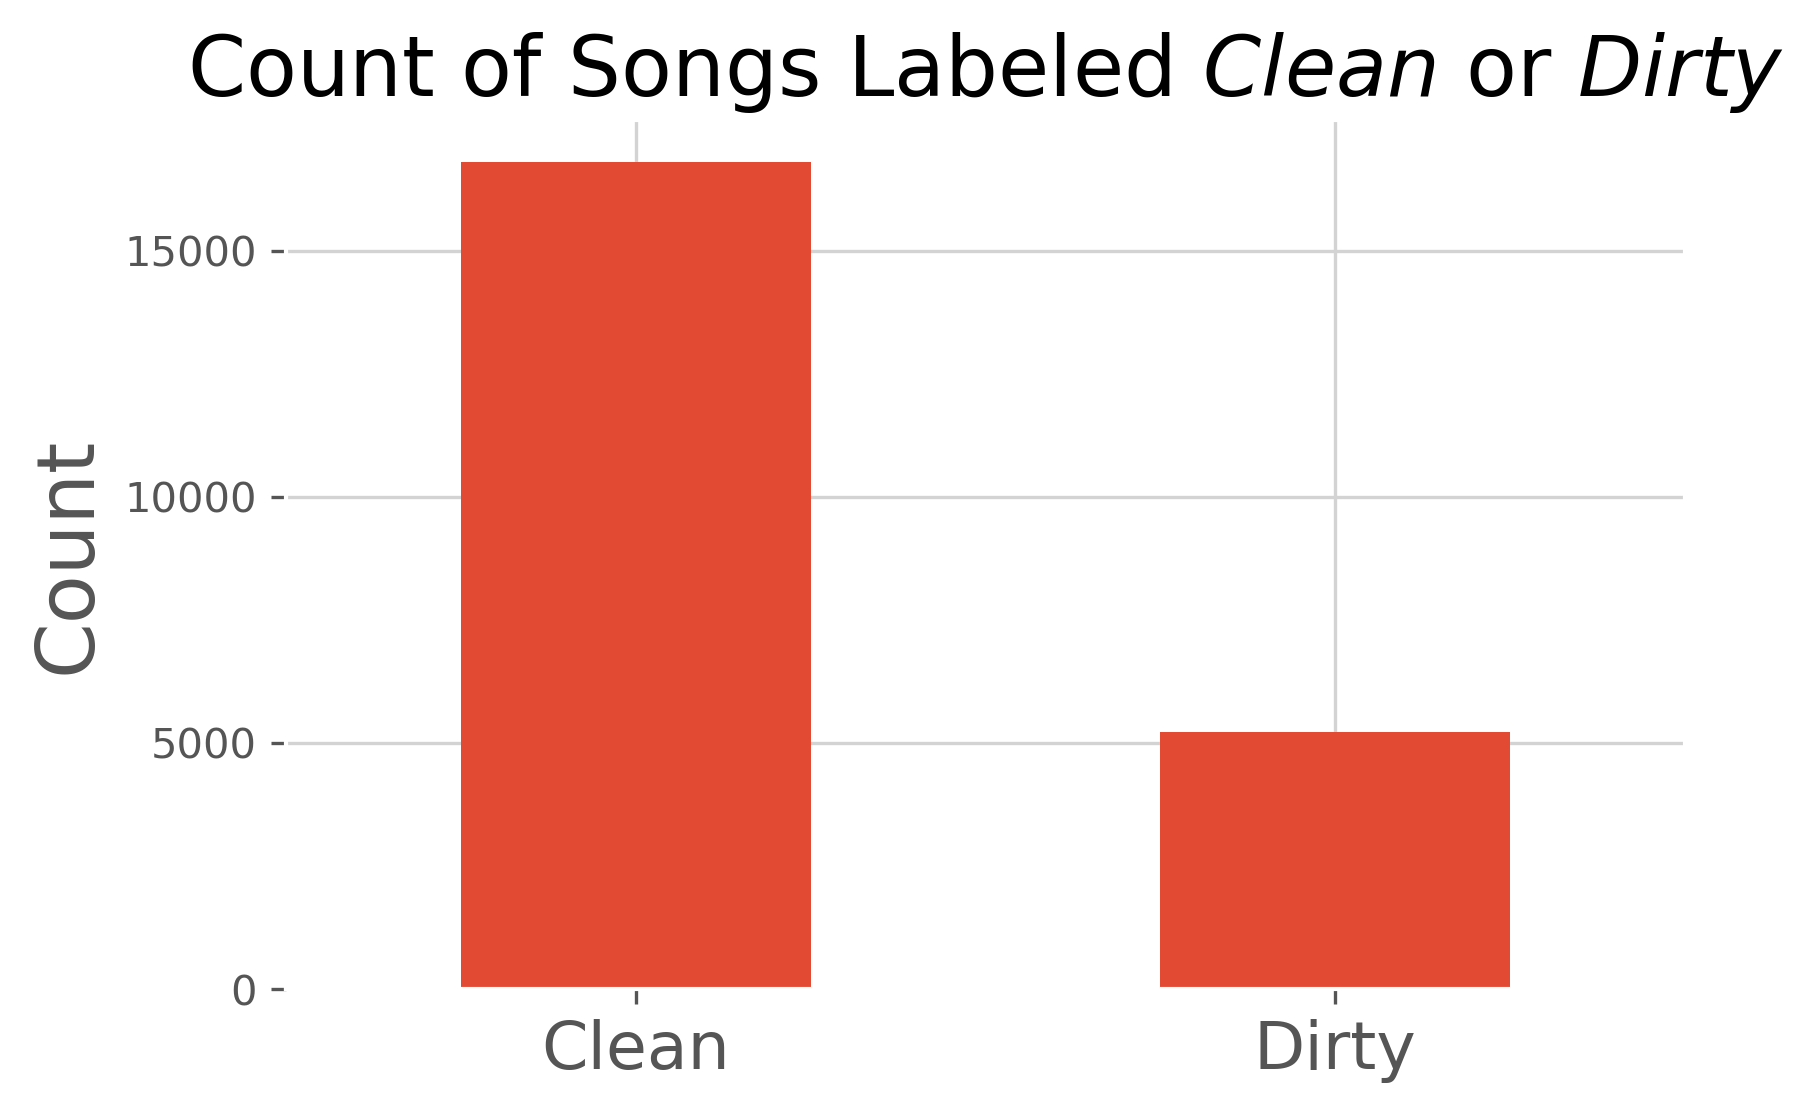 Count of Songs Labeled Clean or Dirty
15000
10000
5000
0
Count
Clean
Dirty